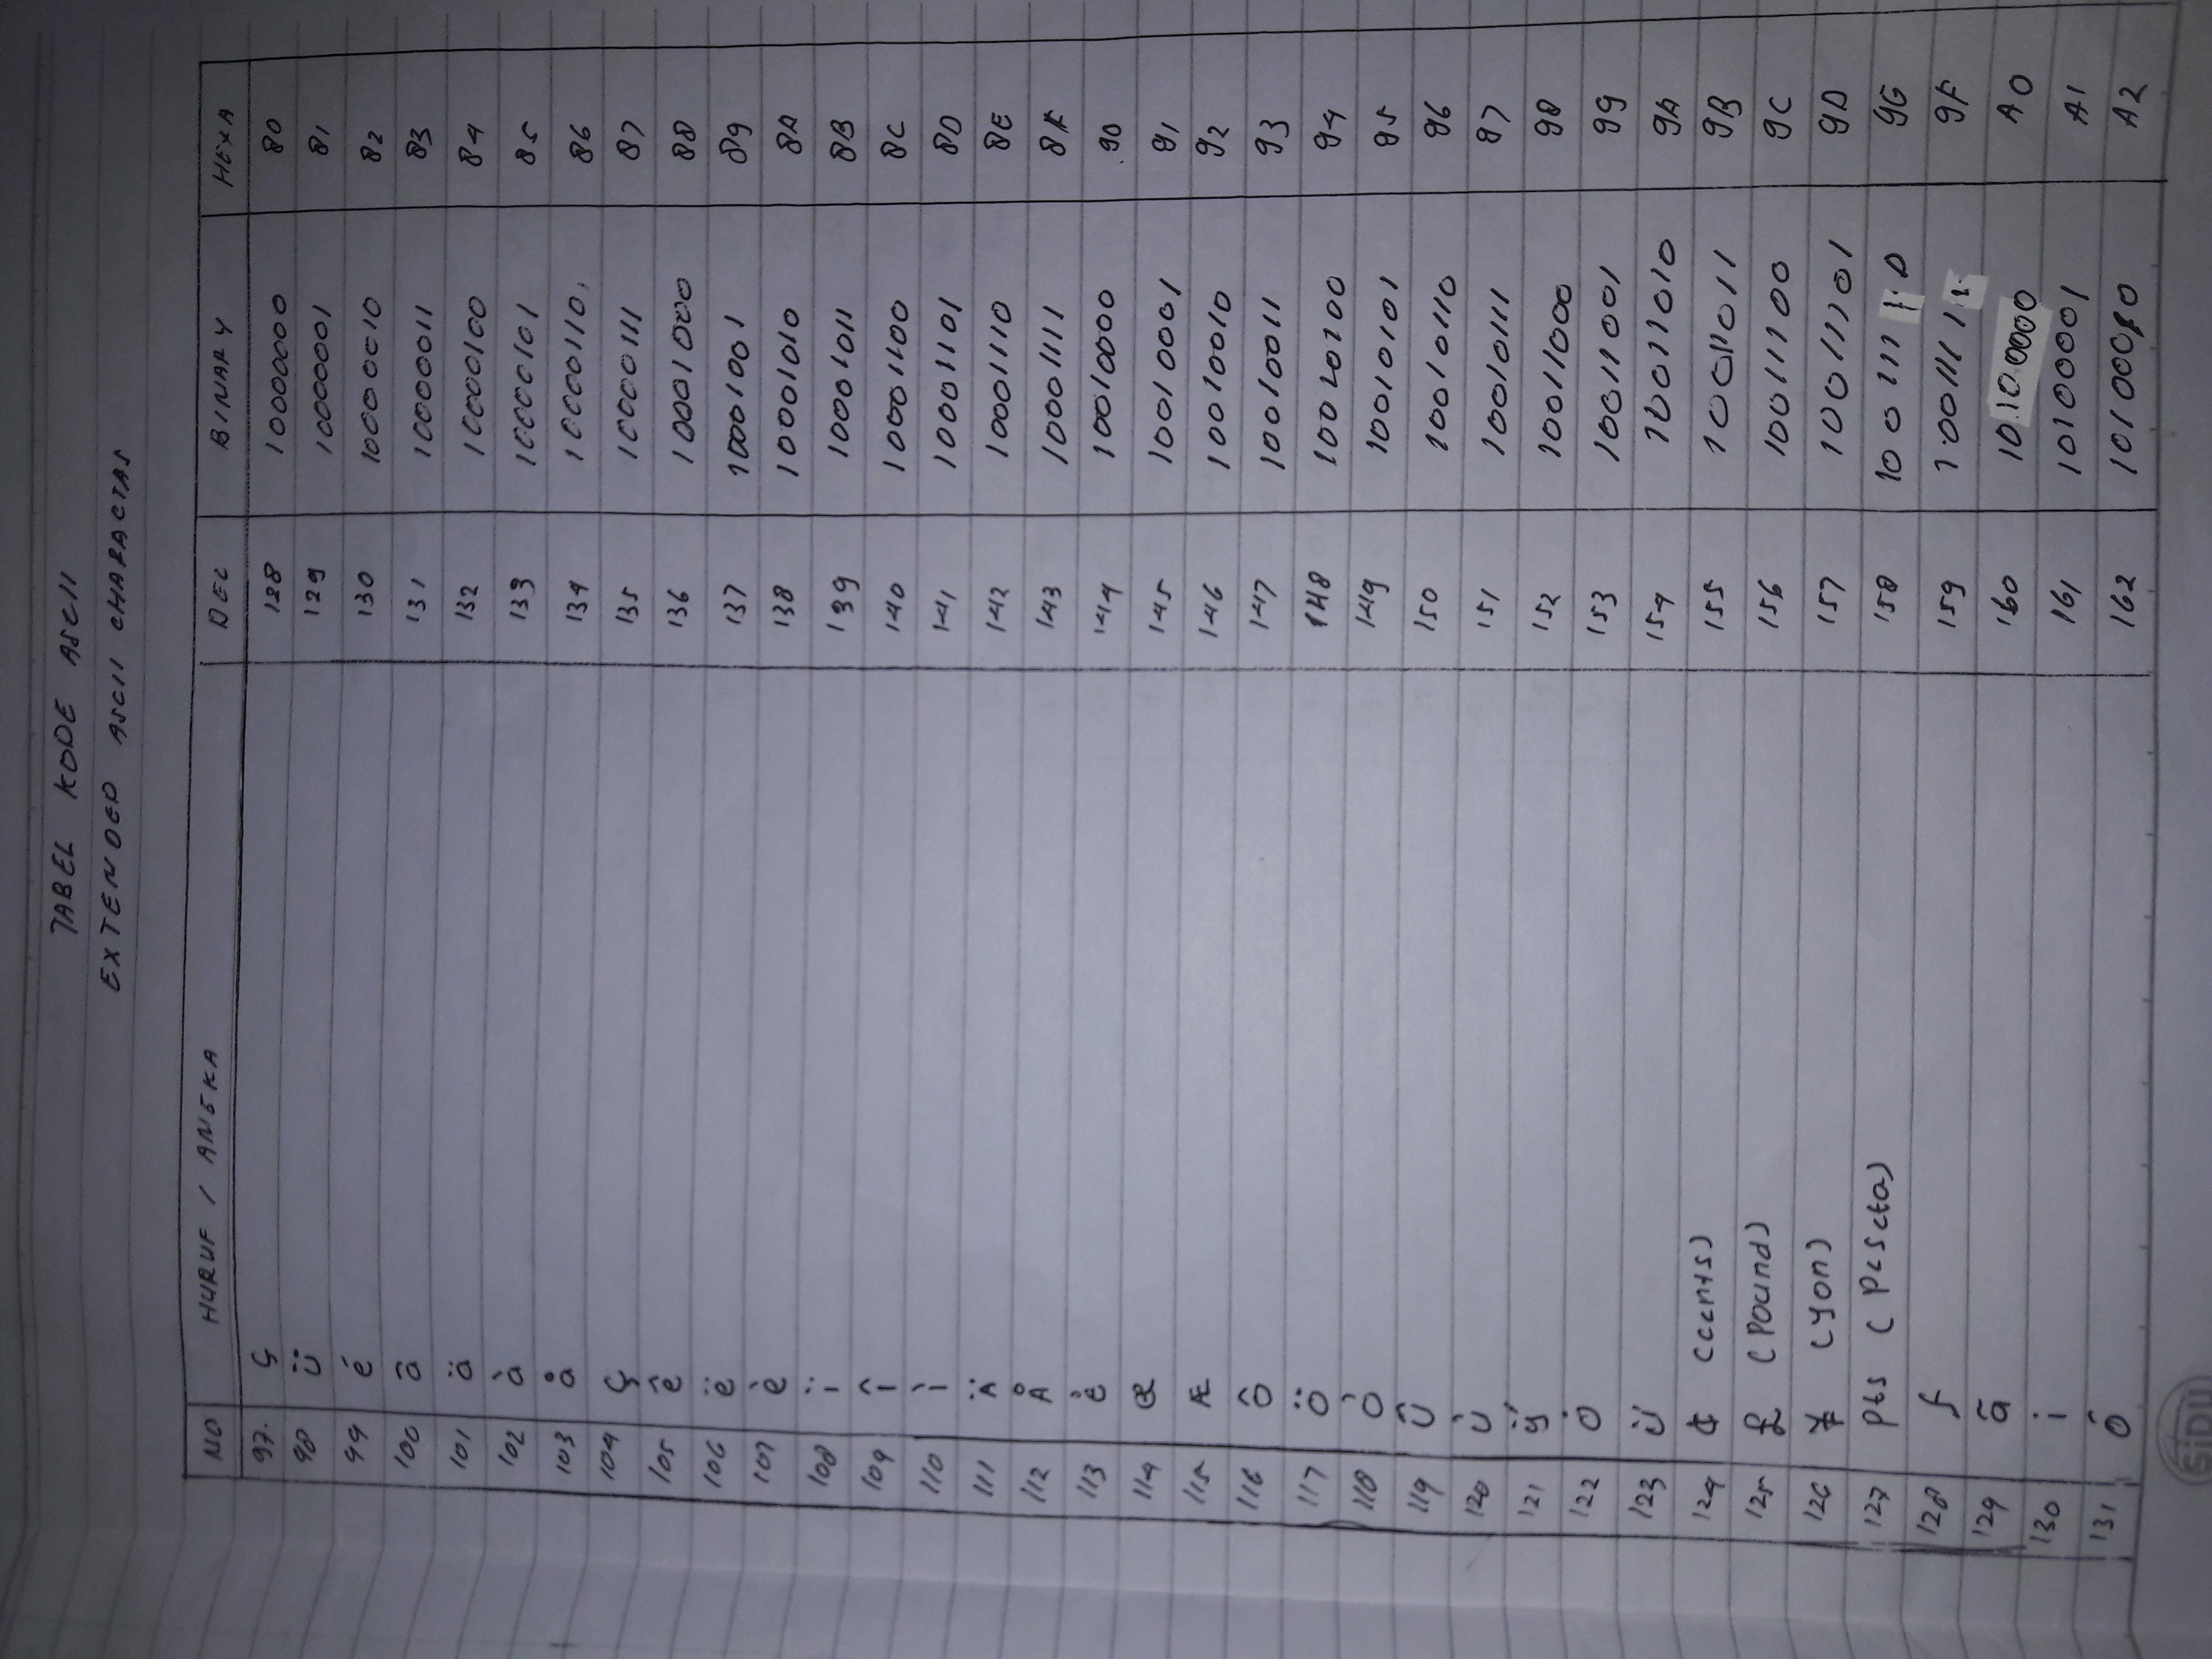 TABEL KODE ASCII
EXTENDED ASCII CHARACTAS
NO HURUF / ANGKA DEC BINARY HEXA
97. Ç 128 10000000 80
98 ü 129 10000001 81
99 é 130 10000010 82
100 â 131 10000011 83
101 ä 132 10000100 84
102 à 133 10000101 85
103 å 134 10000110 86
104 ç 135 10000111 87
105 ê 136 10001000 88
106 ë 137 10001001 89
107 è 138 10001010 8A
108 ï 139 10001011 8B
109 î 140 10001100 8C
110 ì 141 10001101 8D
111 Ä 142 10001110 8E
112 Å 143 10001111 8F
113 È 144 10010000 90
114 æ 145 10010001 91
115 Æ 146 10010010 92
116 ô 147 10010011 93
117 ö 148 10010100 94
118 ò 149 10010101 95
119 û 150 10010110 96
120 ù 151 10010111 97
121 ÿ 152 10011000 98
122 Ó 153 10011001 99
123 Ü 154 10011010 9A
124 ¢ (ccnts) 155 10011011 9B
125 £ (pound) 156 10011100 9C
126 ¥ (yon) 157 10011101 9D
127 pts (pcscta) 158 10011110 9G
128 ƒ 159 10011111 9F
129 ã 160 10100000 A0
130 i 161 10100001 A1
131 ó 162 10100010 A2
SiDU